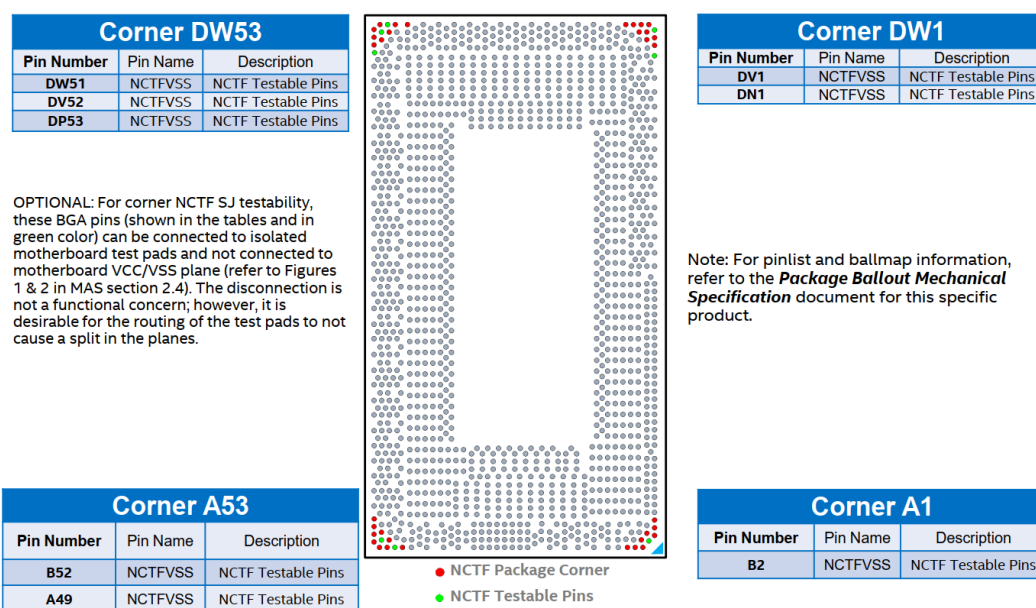 Corner DW53
Pin Number Pin Name Description
DW51 NCTFVSS NCTF Testable Pins
DV52 NCTFVSS NCTF Testable Pins
DP53 NCTFVSS NCTF Testable Pins
OPTIONAL: For corner NCTF SJ testability,
these BGA pins (shown in the tables and in
green color) can be connected to isolated
motherboard test pads and not connected to
motherboard VCC/VSS plane (refer to Figures
1 & 2 in MAS section 2.4). The disconnection is
not a functional concern; however, it is
desirable for the routing of the test pads to not
cause a split in the planes.
Corner A53
Pin Number Pin Name Description
B52 NCTFVSS NCTF Testable Pins
A49 NCTFVSS NCTF Testable Pins
NCTF Package Corner
NCTF Testable Pins
Corner DW1
Pin Number Pin Name Description
DV1 NCTFVSS NCTF Testable Pins
DN1 NCTFVSS NCTF Testable Pins
Note: For pinlist and ballmap information,
refer to the Package Ballout Mechanical
Specification document for this specific
product.
Corner A1
Pin Number Pin Name Description
B2 NCTFVSS NCTF Testable Pins